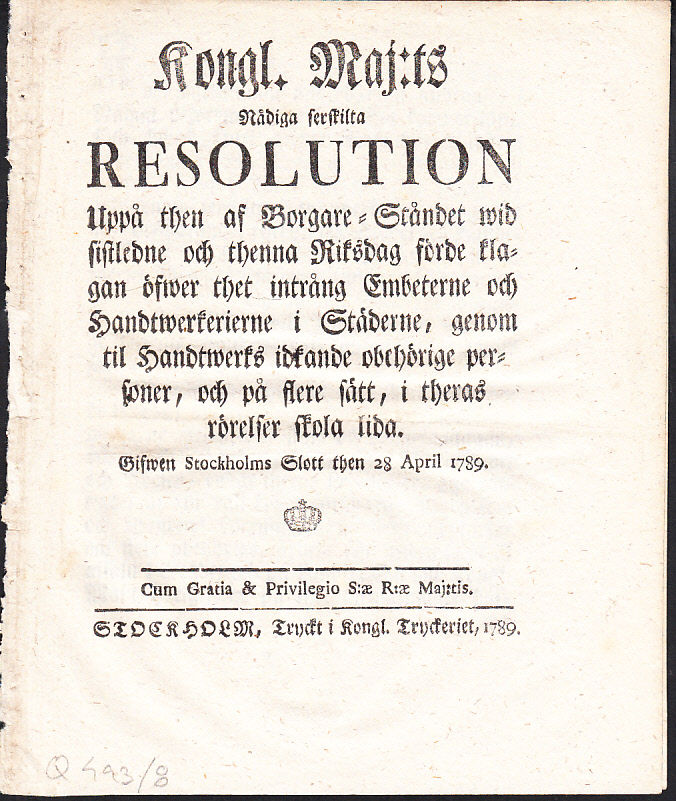 Kongl. Maj:ts
Nådiga serskilta
RESOLUTION
Uppå then af Borgare-Ståndet wid
sistledne och thenna Riksdag förde kla-
gan öfwer thet intrång Embeterne och
Handtwerkerierne i Städerne, genom
til Handtwerks idkande obehörige per-
soner, och på flere sätt, i theras
rörelser skola lida.
Gifwen Stockholms Slott then 28 April 1789.
Cum Gratia & Privilegio S:æ R:æ Maj:tis.
STOCKHOLM, Tryckt i Kongl. Tryckeriet, 1789.
Q 493/8